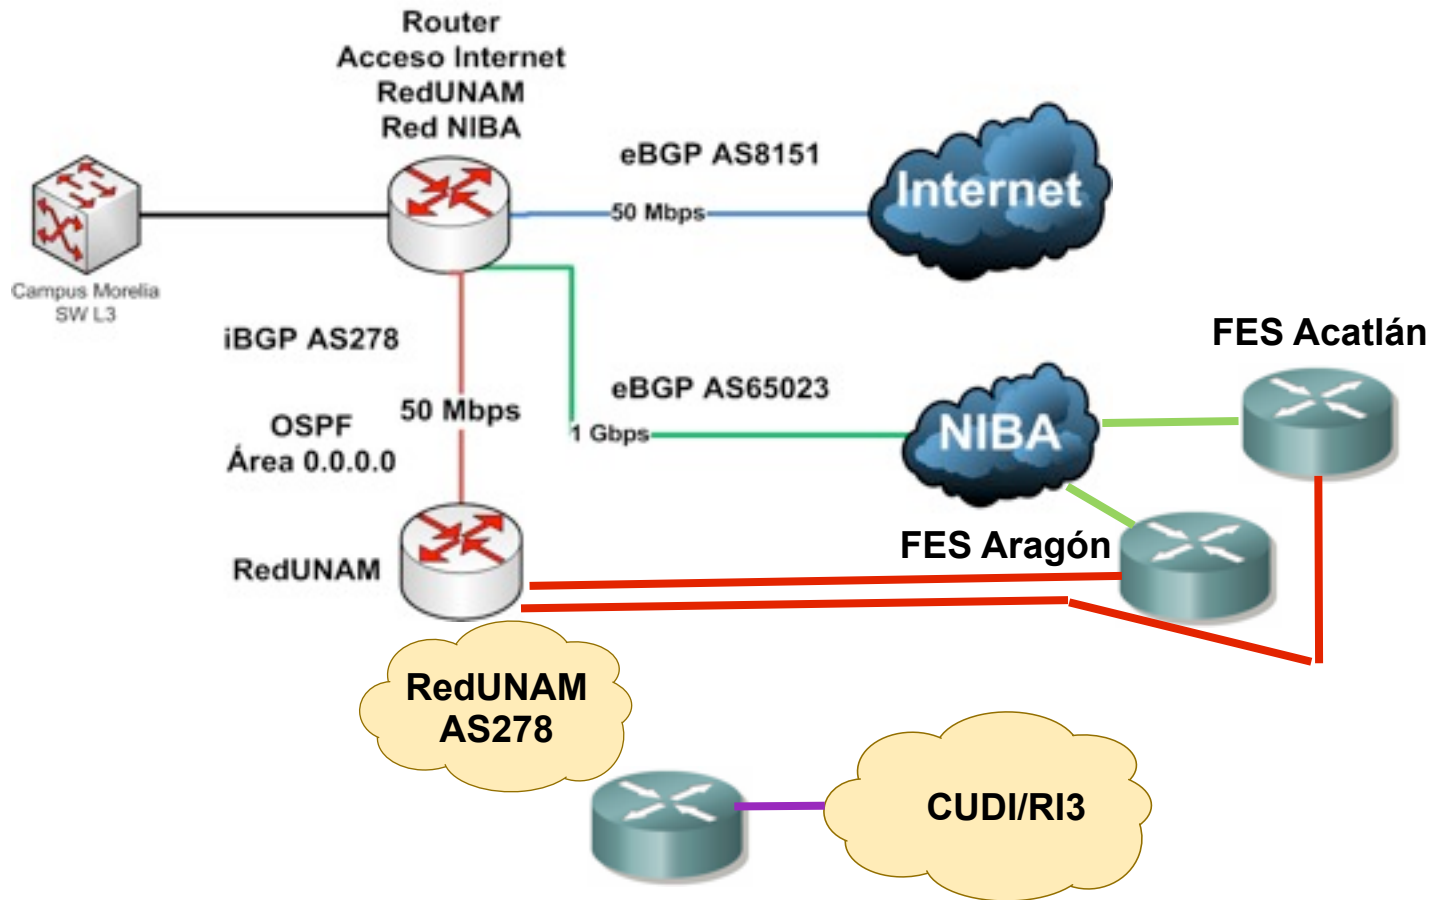 Router
Acceso Internet
RedUNAM
Red NIBA
eBGP AS8151
Internet
50 Mbps
Campus Morelia
SW L3
iBGP AS278
FES Acatlán
eBGP AS65023
50 Mbps
OSPF
Área 0.0.0.0
1 Gbps
NIBA
FES Aragón
RedUNAM
RedUNAM
AS278
CUDI/RI3